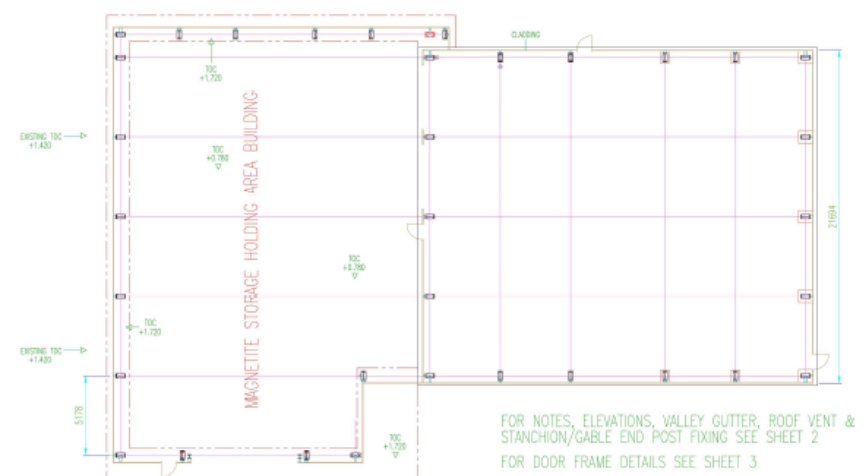 CLADDING
TOC
+1.720
EXISTING TOC
+1.420
TOC
+0.780
MAGNETITE STORAGE HOLDING AREA BUILDING
21694
TOC
+0.780
TOC
+1.720
EXISTING TOC
+1.420
5178
TOC
+1.720
FOR NOTES, ELEVATIONS, VALLEY GUTTER, ROOF VENT &
STANCHION/GABLE END POST FIXING SEE SHEET 2
FOR DOOR FRAME DETAILS SEE SHEET 3